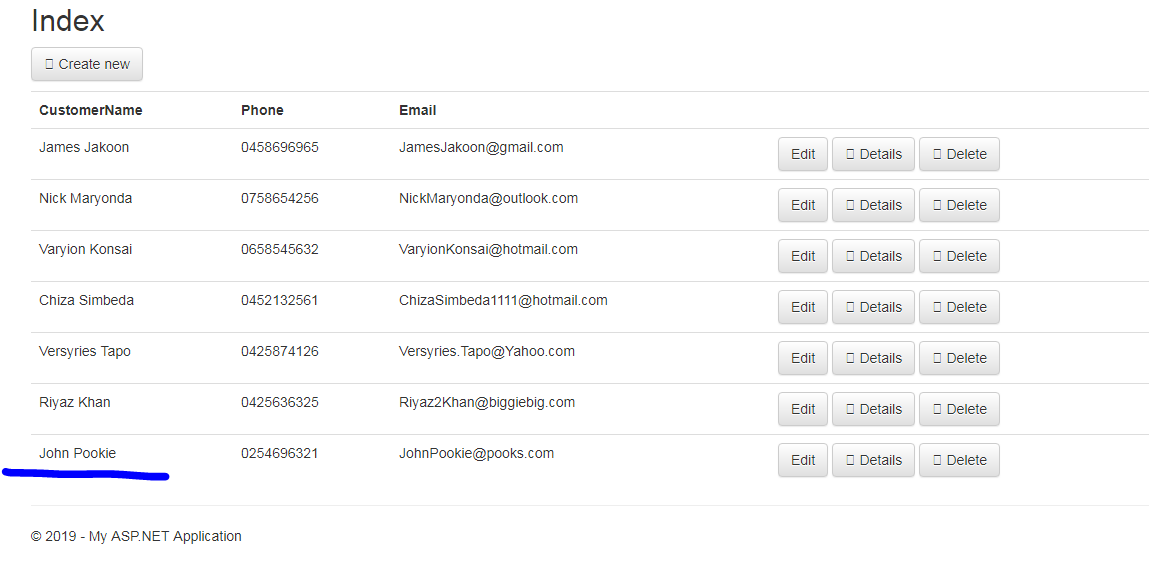 Index
Create new
CustomerName Phone Email
James Jakoon 0458696965 JamesJakoon@gmail.com Edit Details Delete
Nick Maryonda 0758654256 NickMaryonda@outlook.com Edit Details Delete
Varyion Konsai 0658545632 VaryionKonsai@hotmail.com Edit Details Delete
Chiza Simbeda 0452132561 ChizaSimbeda1111@hotmail.com Edit Details Delete
Versyries Tapo 0425874126 Versyries.Tapo@Yahoo.com Edit Details Delete
Riyaz Khan 0425636325 Riyaz2Khan@biggiebig.com Edit Details Delete
John Pookie 0254696321 JohnPookie@pooks.com Edit Details Delete
© 2019 - My ASP.NET Application